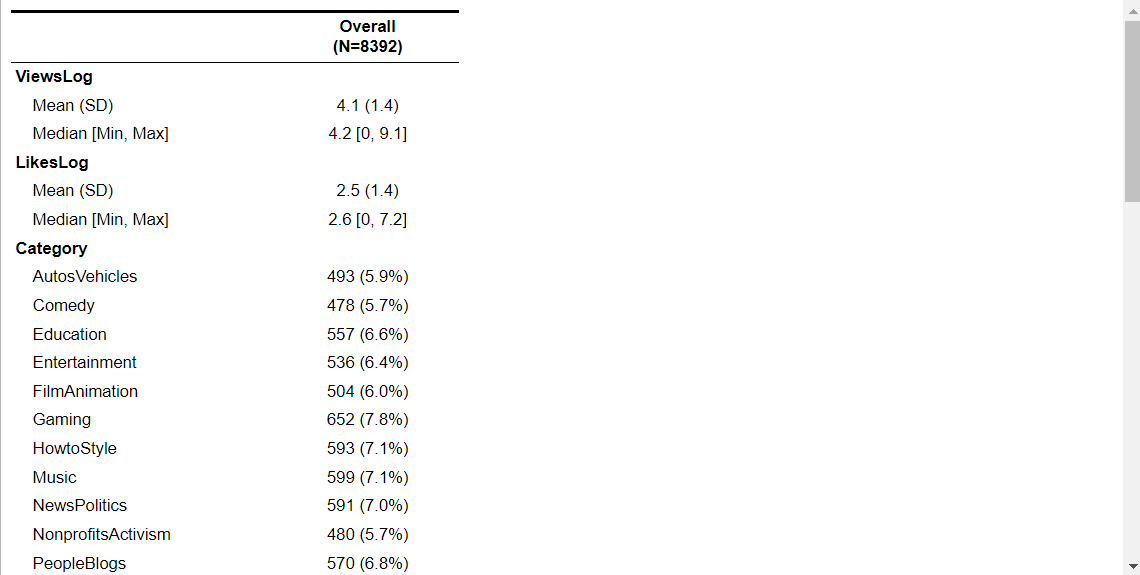 Overall
(N=8392)
ViewsLog
Mean (SD) 4.1 (1.4)
Median [Min, Max] 4.2 [0, 9.1]
LikesLog
Mean (SD) 2.5 (1.4)
Median [Min, Max] 2.6 [0, 7.2]
Category
AutosVehicles 493 (5.9%)
Comedy 478 (5.7%)
Education 557 (6.6%)
Entertainment 536 (6.4%)
FilmAnimation 504 (6.0%)
Gaming 652 (7.8%)
HowtoStyle 593 (7.1%)
Music 599 (7.1%)
NewsPolitics 591 (7.0%)
NonprofitsActivism 480 (5.7%)
PeopleBlogs 570 (6.8%)